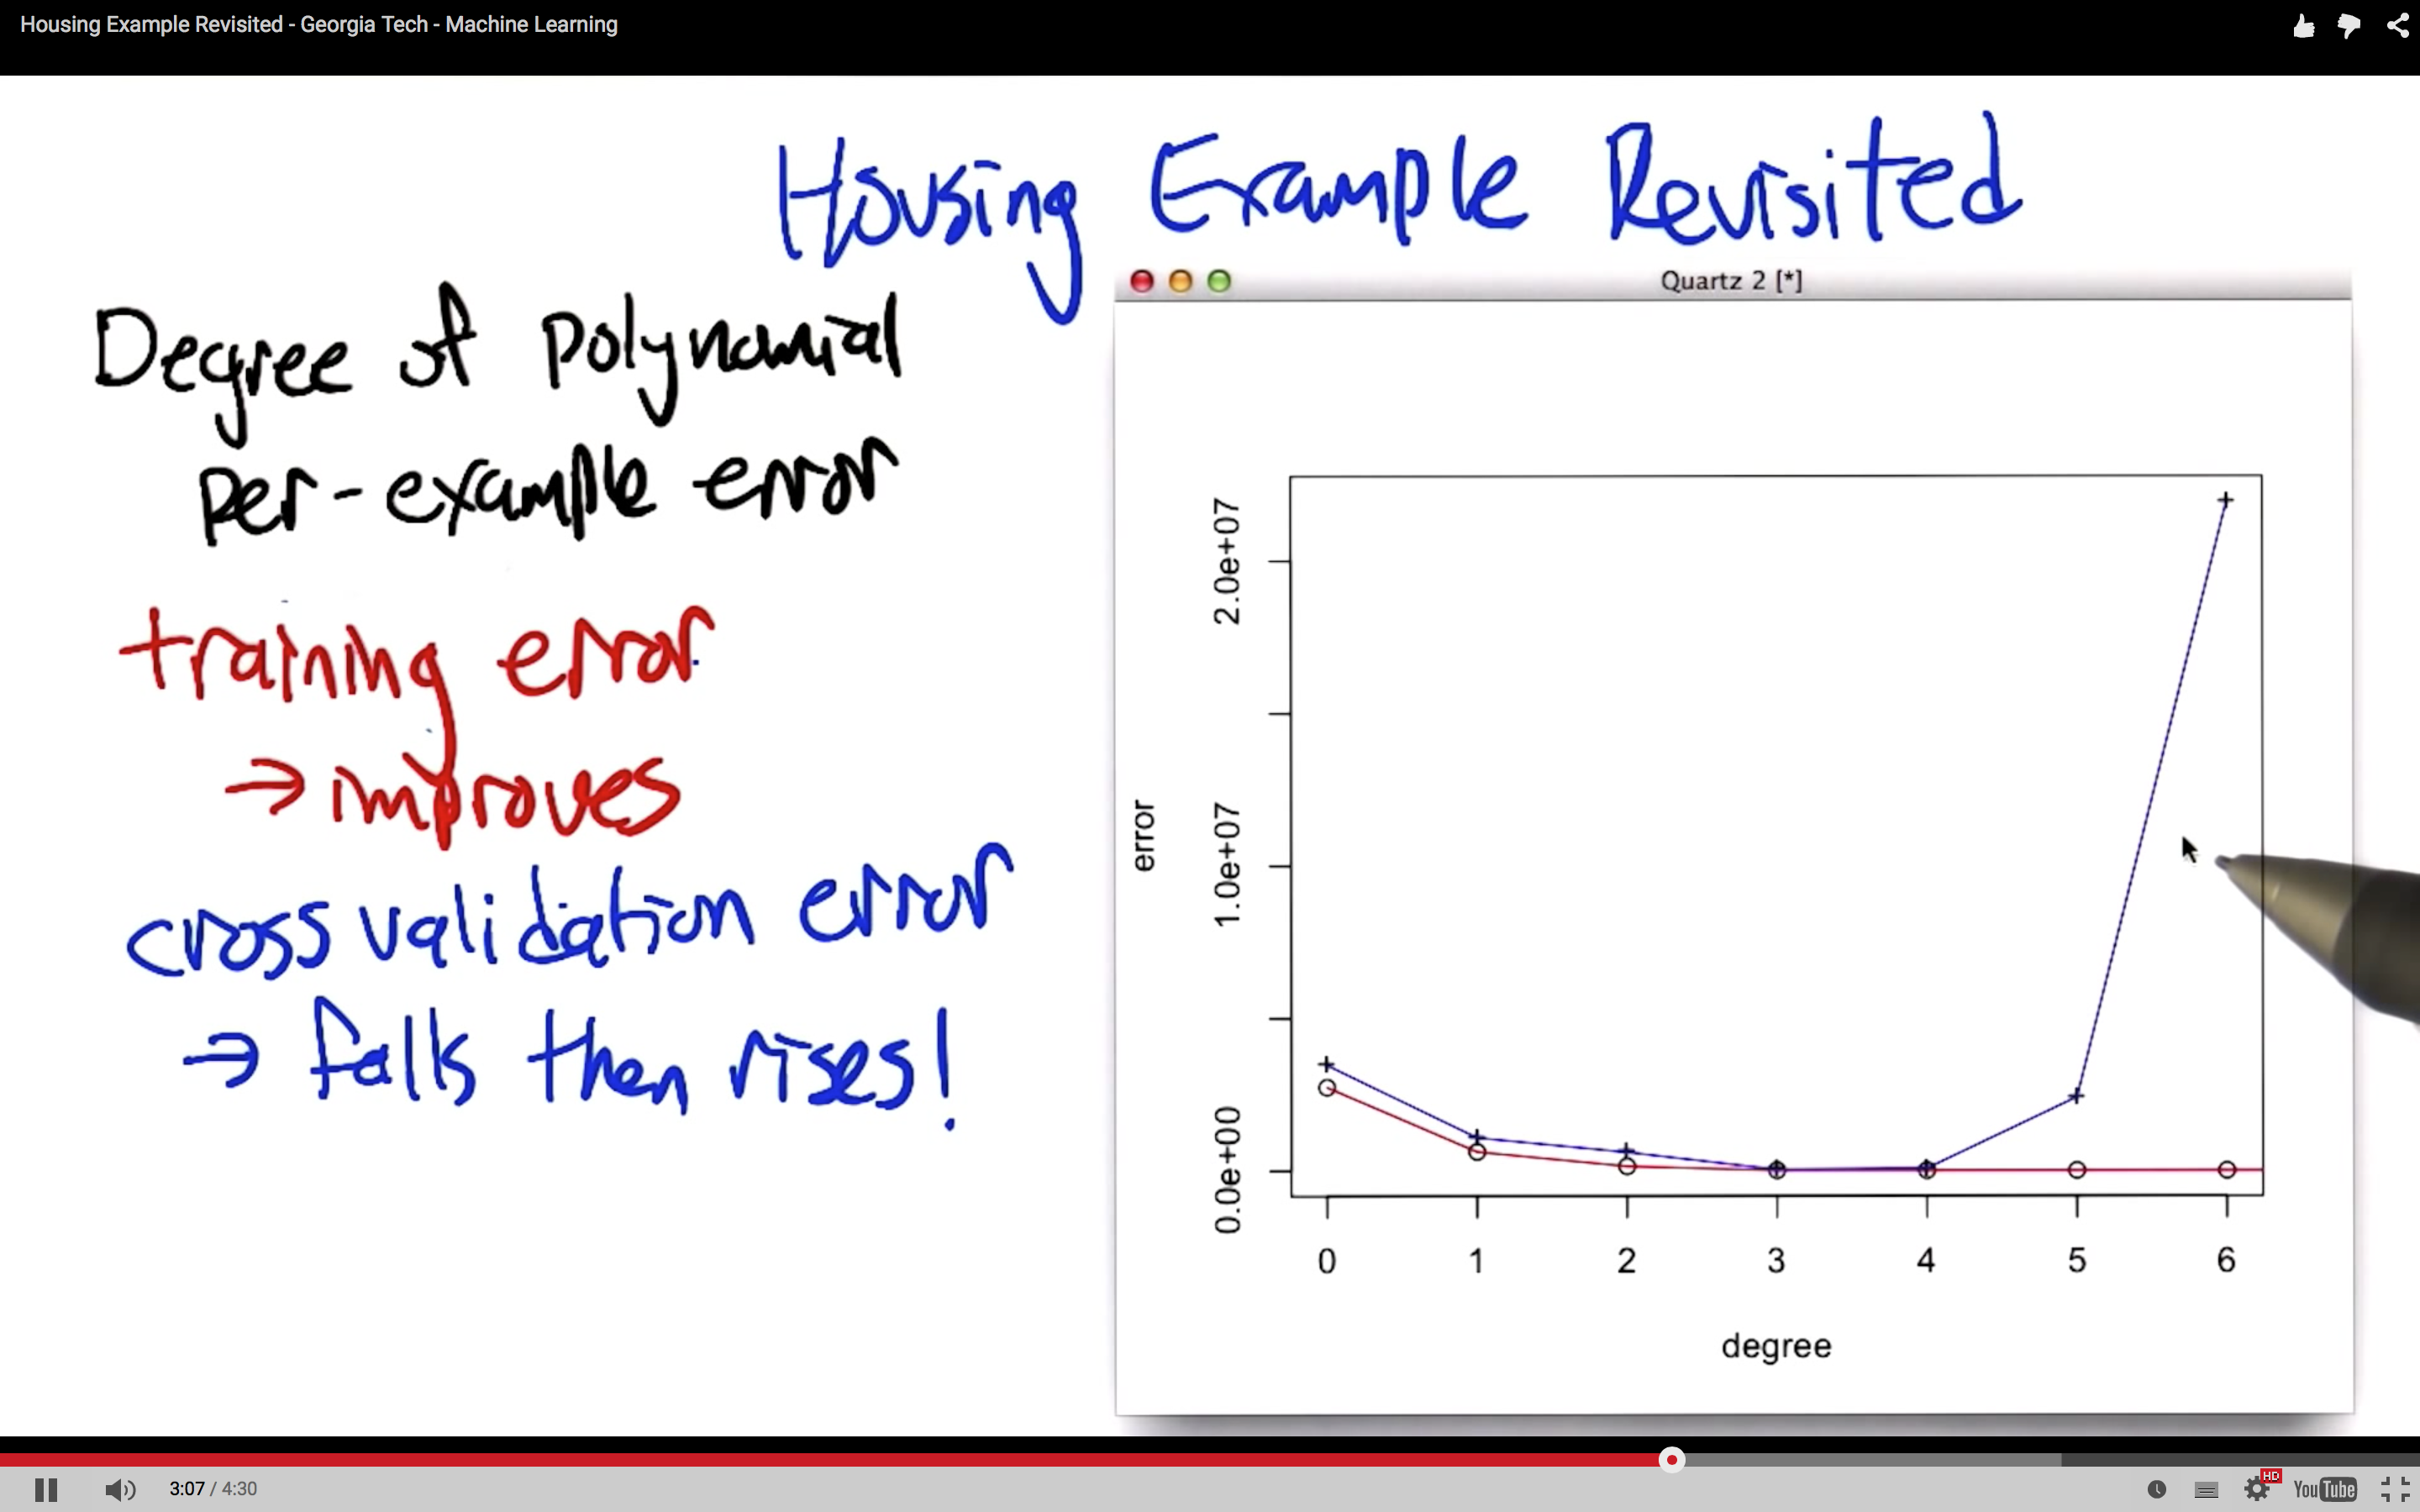 Housing Example Revisited - Georgia Tech - Machine Learning
Housing Example Revisited
Degree of polynomial
per-example error
training error
→ improves
cross validation error
→ falls then rises!
Quartz 2 [*]
error
2.0e+07
1.0e+07
0.0e+00
0 1 2 3 4 5 6
degree
3:07 / 4:30
HD
YouTube